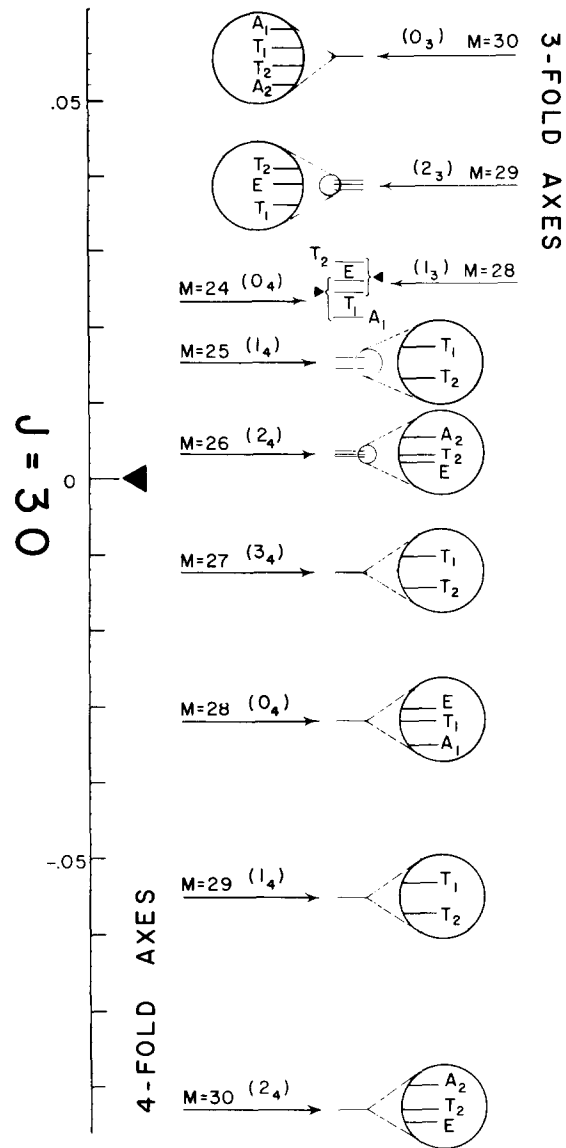 A₁
T₁
T₂
A₂
(0₃) M=30
.05
T₂
E
T₁
(2₃) M=29
3-FOLD AXES
T₂
E
T₁
A₁
(1₃) M=28
M=24 (0₄)
M=25 (1₄)
T₁
T₂
M=26 (2₄)
A₂
T₂
E
J=30
0
M=27 (3₄)
T₁
T₂
M=28 (0₄)
E
T₁
A₁
-.05
M=29 (1₄)
T₁
T₂
4-FOLD AXES
M=30 (2₄)
A₂
T₂
E